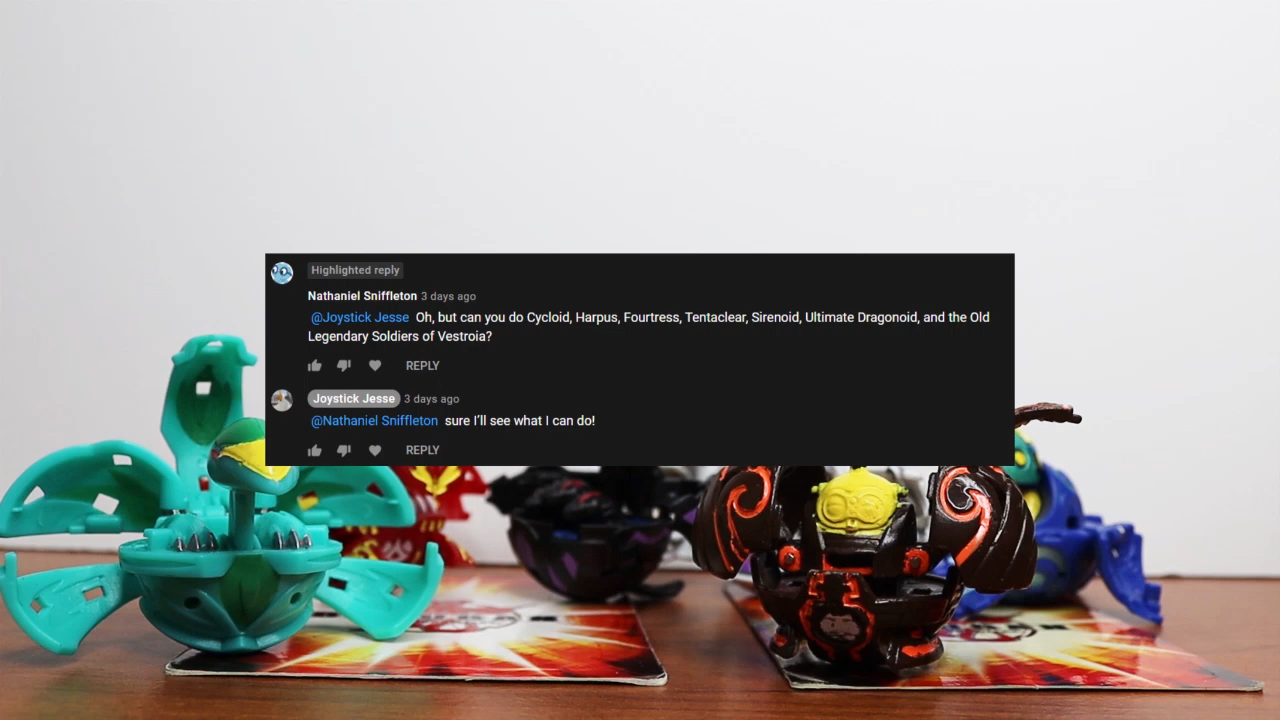 Highlighted reply
Nathaniel Sniffleton 3 days ago
@Joystick Jesse Oh, but can you do Cycloid, Harpus, Fourtress, Tentaclear, Sirenoid, Ultimate Dragonoid, and the Old
Legendary Soldiers of Vestroia?
REPLY
Joystick Jesse 3 days ago
@Nathaniel Sniffleton sure I'll see what I can do!
REPLY